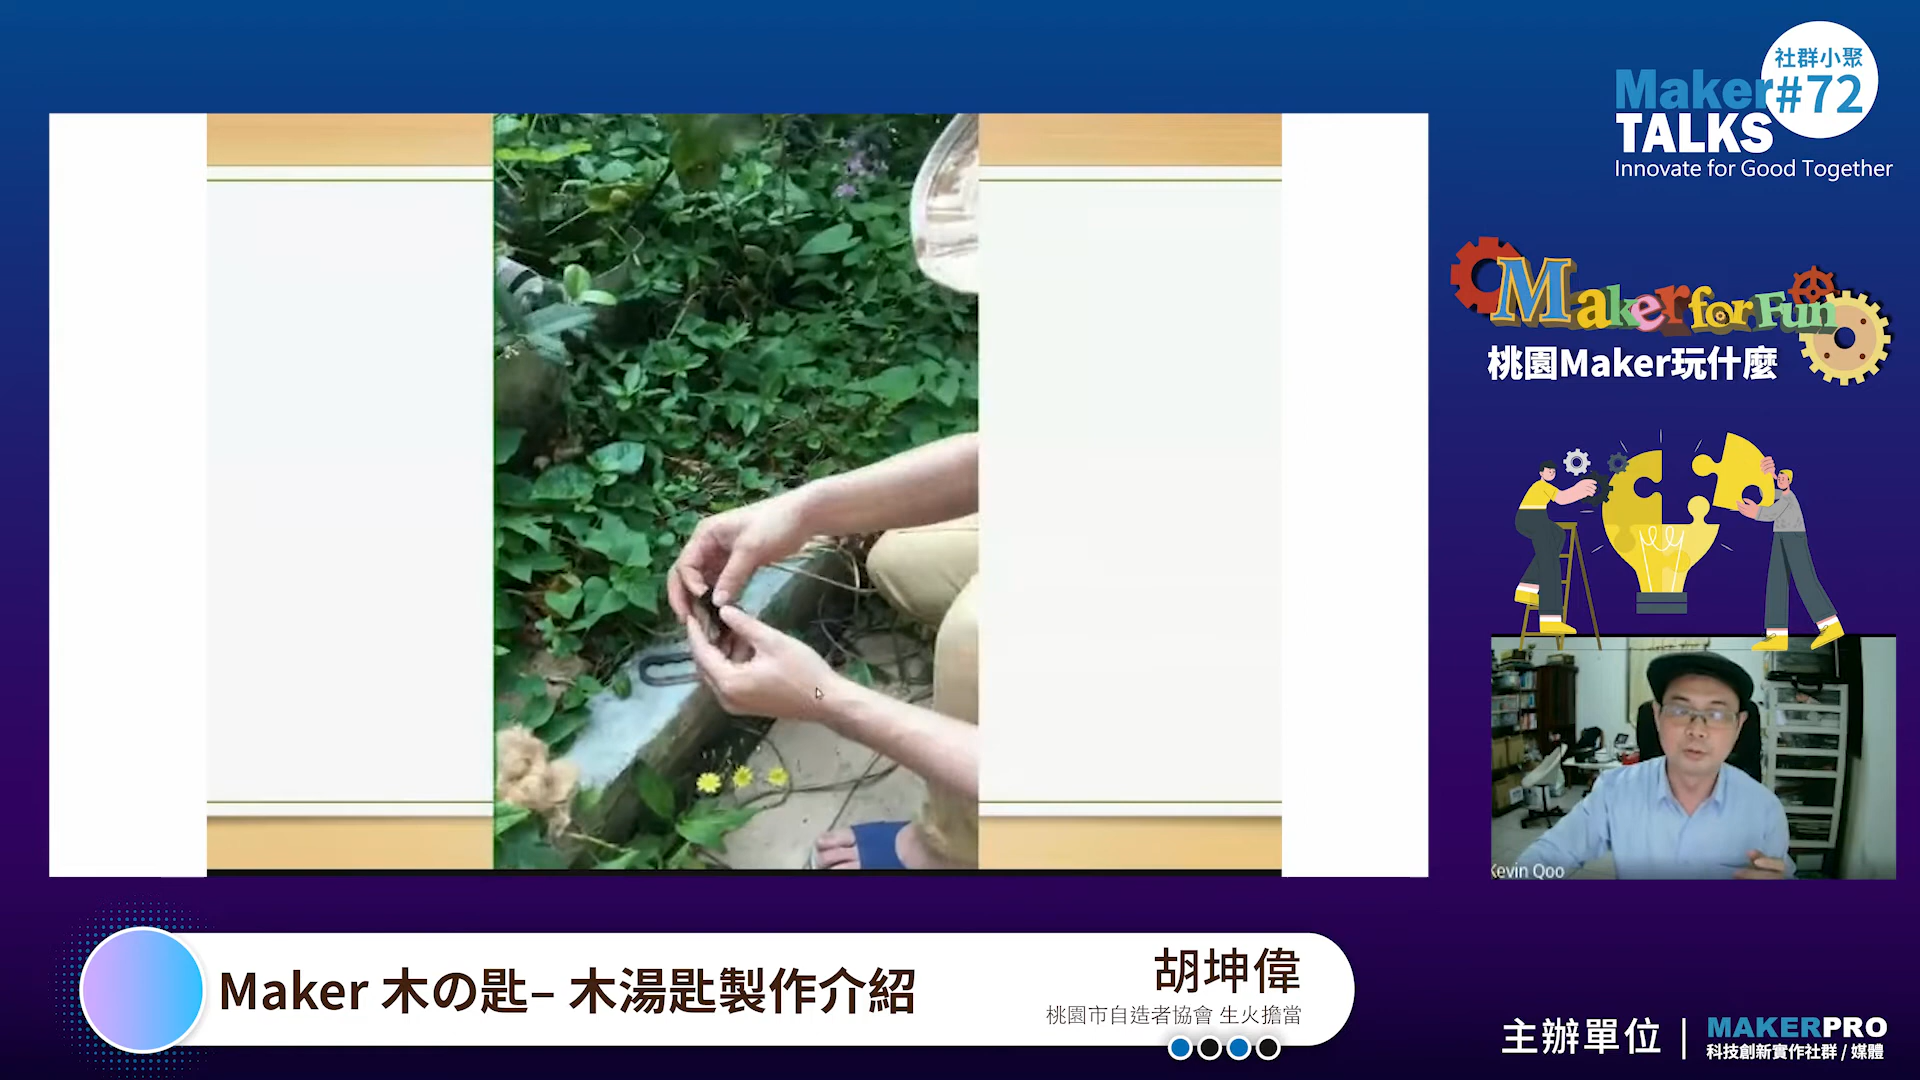 社群小聚
#72
Maker
TALKS
Innovate for Good Together
Maker for Fun
桃園Maker玩什麼
Kevin Qoo
Maker 木の匙– 木湯匙製作介紹
胡坤偉
桃園市自造者協會 生火擔當
主辦單位 | MAKERPRO
科技創新實作社群 / 媒體